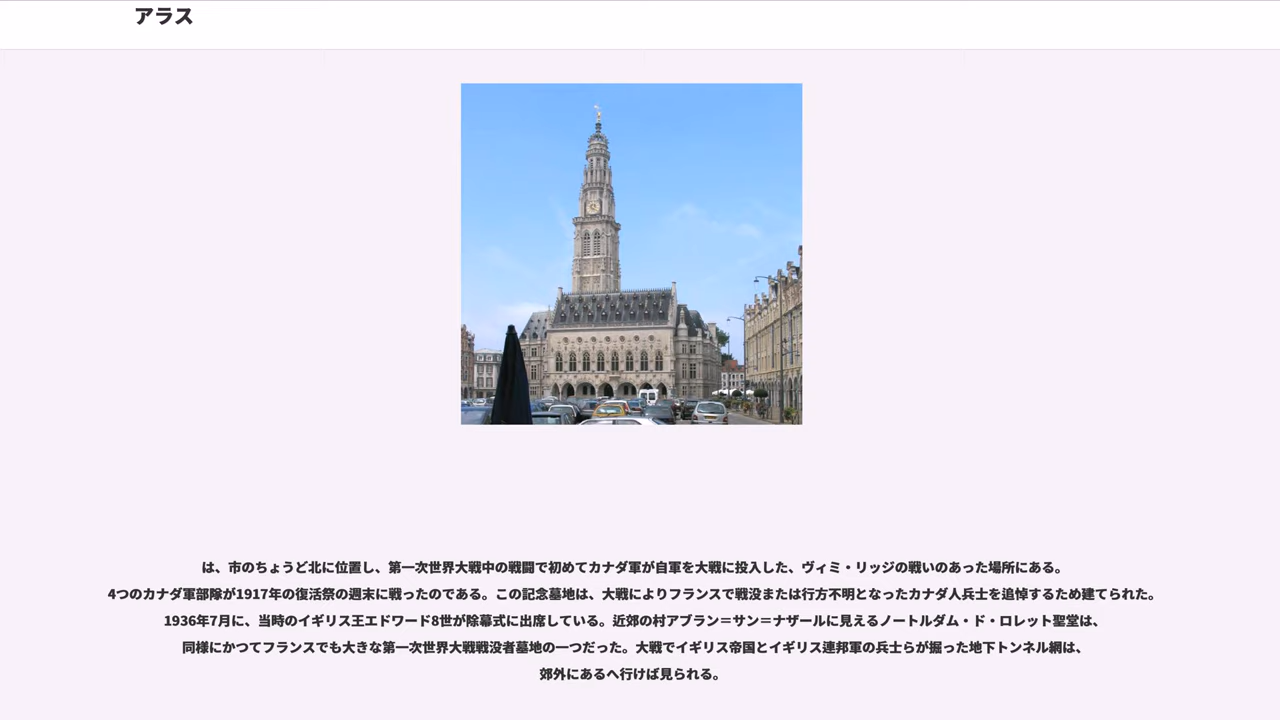 アラス
は、市のちょうど北に位置し、第一次世界大戦中の戦闘で初めてカナダ軍が自軍を大戦に投入した、ヴィミ・リッジの戦いのあった場所にある。
4つのカナダ軍部隊が1917年の復活祭の週末に戦ったのである。この記念墓地は、大戦によりフランスで戦没または行方不明となったカナダ人兵士を追悼するため建てられた。
1936年7月に、当時のイギリス王エドワード8世が除幕式に出席している。近郊の村アブラン＝サン＝ナザールに見えるノートルダム・ド・ロレット聖堂は、
同様にかつてフランスでも大きな第一次世界大戦戦没者墓地の一つだった。大戦でイギリス帝国とイギリス連邦軍の兵士らが掘った地下トンネル網は、
郊外にあるへ行けば見られる。